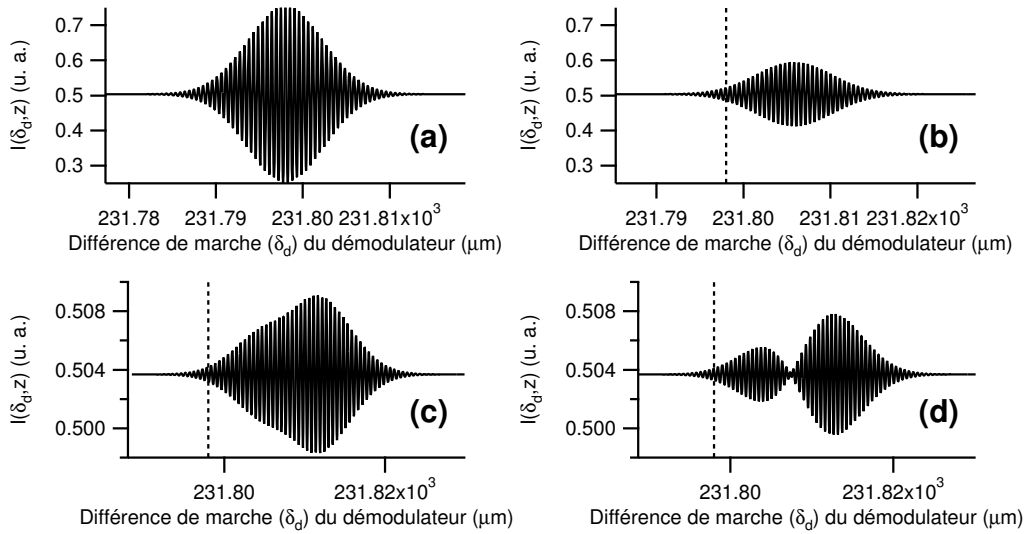 0.7
0.6
0.5
0.4
0.3
I(δd,z) (u. a.)
(a)
231.78 231.79 231.80 231.81x10³
Différence de marche (δd) du démodulateur (μm)
0.7
0.6
0.5
0.4
0.3
I(δd,z) (u. a.)
(b)
231.79 231.80 231.81 231.82x10³
Différence de marche (δd) du démodulateur (μm)
0.508
0.504
0.500
I(δd,z) (u. a.)
(c)
231.80 231.82x10³
Différence de marche (δd) du démodulateur (μm)
0.508
0.504
0.500
I(δd,z) (u. a.)
(d)
231.80 231.82x10³
Différence de marche (δd) du démodulateur (μm)